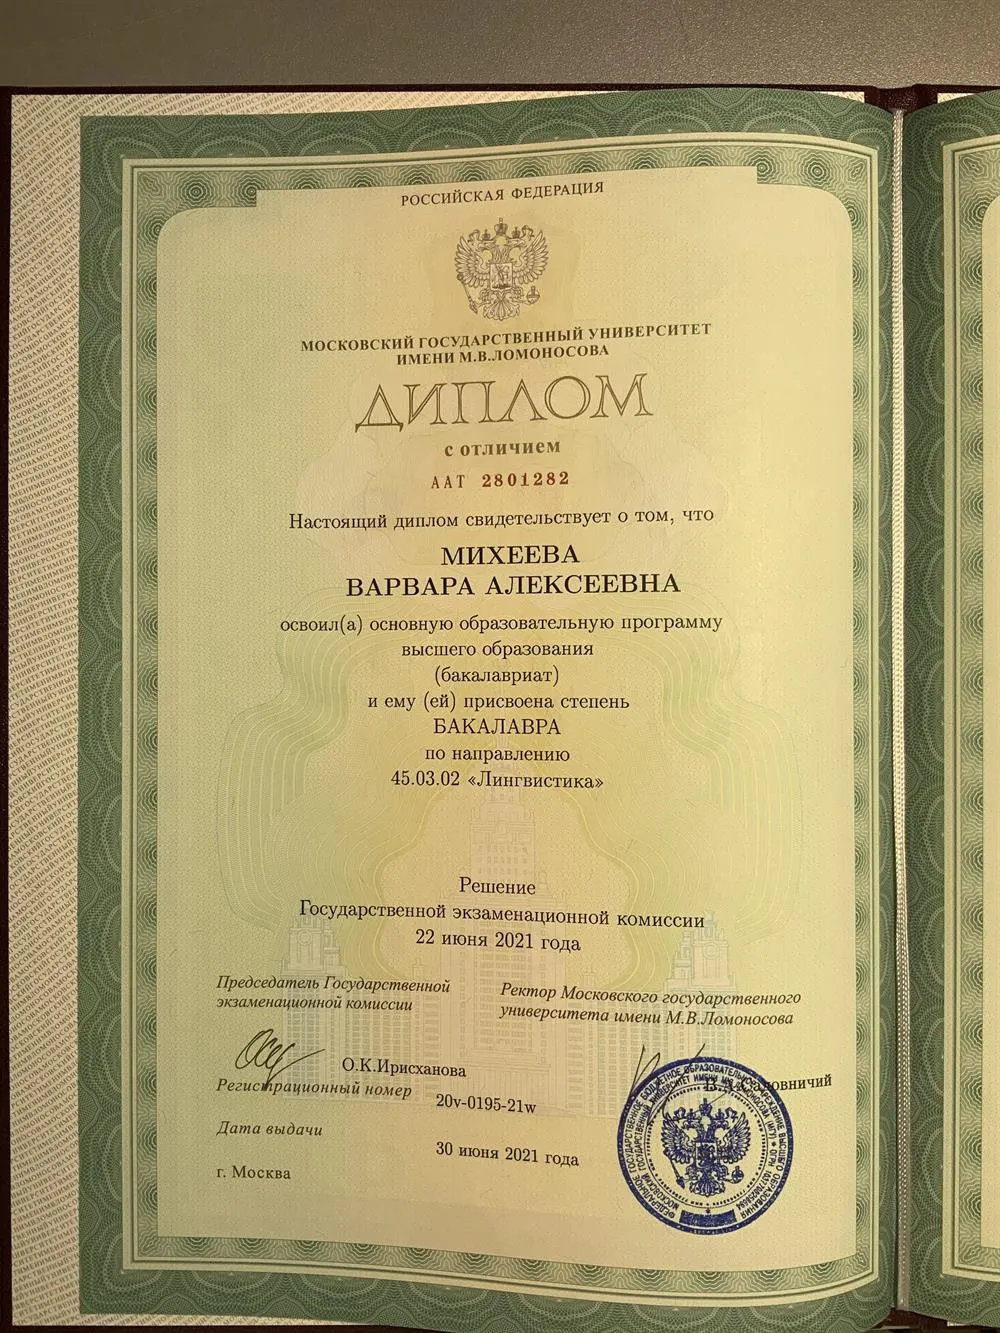 РОССИЙСКАЯ ФЕДЕРАЦИЯ
МОСКОВСКИЙ ГОСУДАРСТВЕННЫЙ УНИВЕРСИТЕТ
ИМЕНИ М.В.ЛОМОНОСОВА
ДИПЛОМ
с отличием
ААТ 2801282
Настоящий диплом свидетельствует о том, что
МИХЕЕВА
ВАРВАРА АЛЕКСЕЕВНА
освоил(а) основную образовательную программу
высшего образования
(бакалавриат)
и ему (ей) присвоена степень
БАКАЛАВРА
по направлению
45.03.02 «Лингвистика»
Решение
Государственной экзаменационной комиссии
22 июня 2021 года
Председатель Государственной
экзаменационной комиссии
Ректор Московского государственного
университета имени М.В.Ломоносова
О.К.Ирисханова
Регистрационный номер
20v-0195-21w
Дата выдачи
30 июня 2021 года
г. Москва